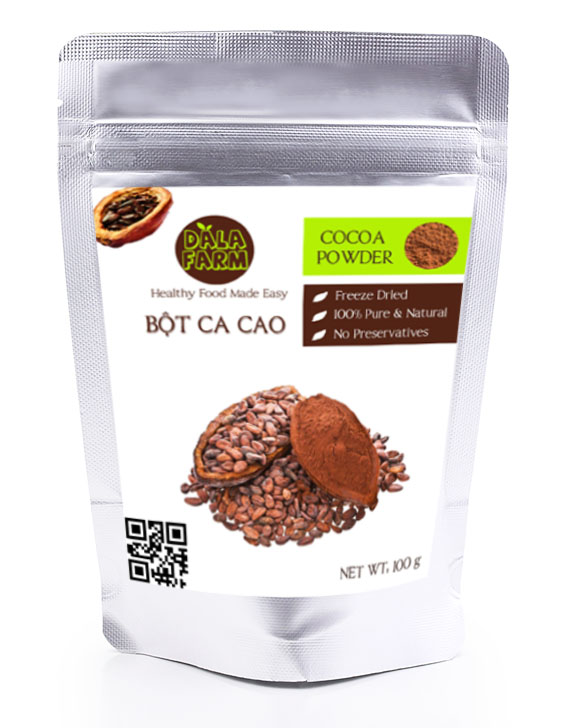 DALA
FARM
Healthy Food Made Easy
BỘT CA CAO
COCOA
POWDER
Freeze Dried
100% Pure & Natural
No Preservatives
NET WT, 100 g